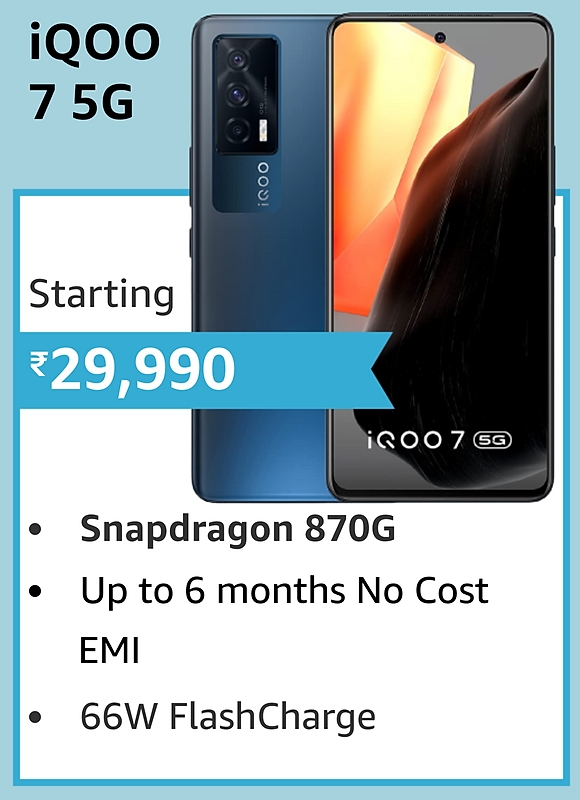 iQOO
7 5G
iQOO
Starting
₹29,990
iQOO 7 5G
• Snapdragon 870G
• Up to 6 months No Cost
EMI
• 66W FlashCharge